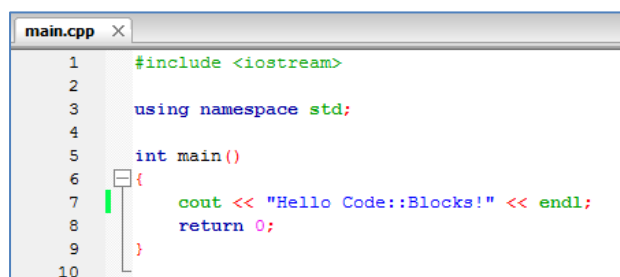 main.cpp
1 #include <iostream>
2
3 using namespace std;
4
5 int main()
6 {
7     cout << "Hello Code::Blocks!" << endl;
8     return 0;
9 }
10